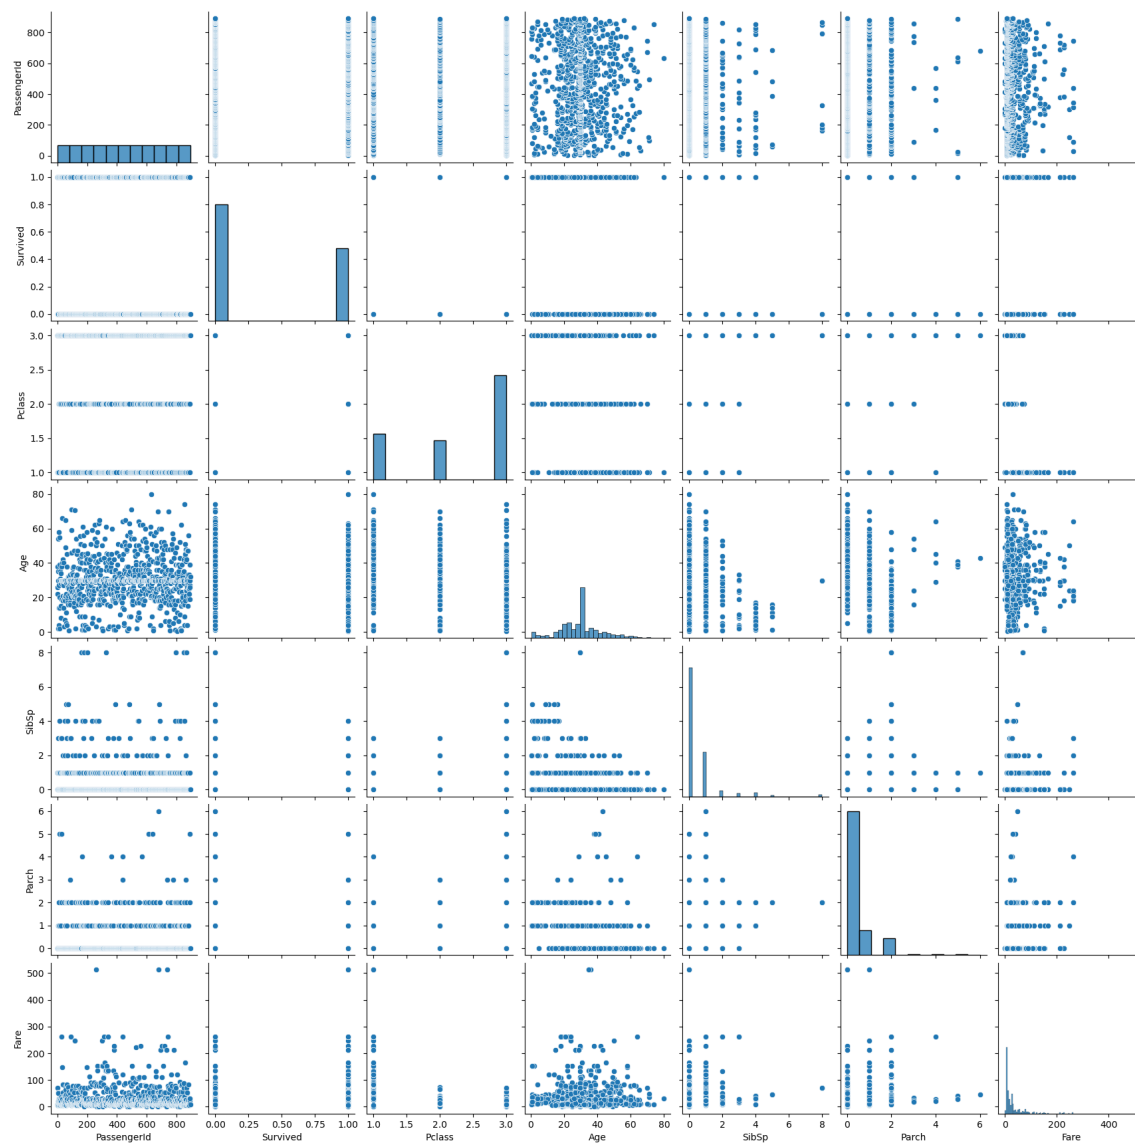 800
600
400
200
0
PassengerId
1.0
0.8
0.6
0.4
0.2
0.0
Survived
3.0
2.5
2.0
1.5
1.0
Pclass
80
60
40
20
0
Age
8
6
4
2
0
SibSp
6
5
4
3
2
1
0
Parch
500
400
300
200
100
0
Fare
0 200 400 600 800
0.00 0.25 0.50 0.75 1.00
1.0 1.5 2.0 2.5 3.0
0 20 40 60 80
0 2 4 6 8
0 2 4 6
0 200 400
PassengerId Survived Pclass Age SibSp Parch Fare